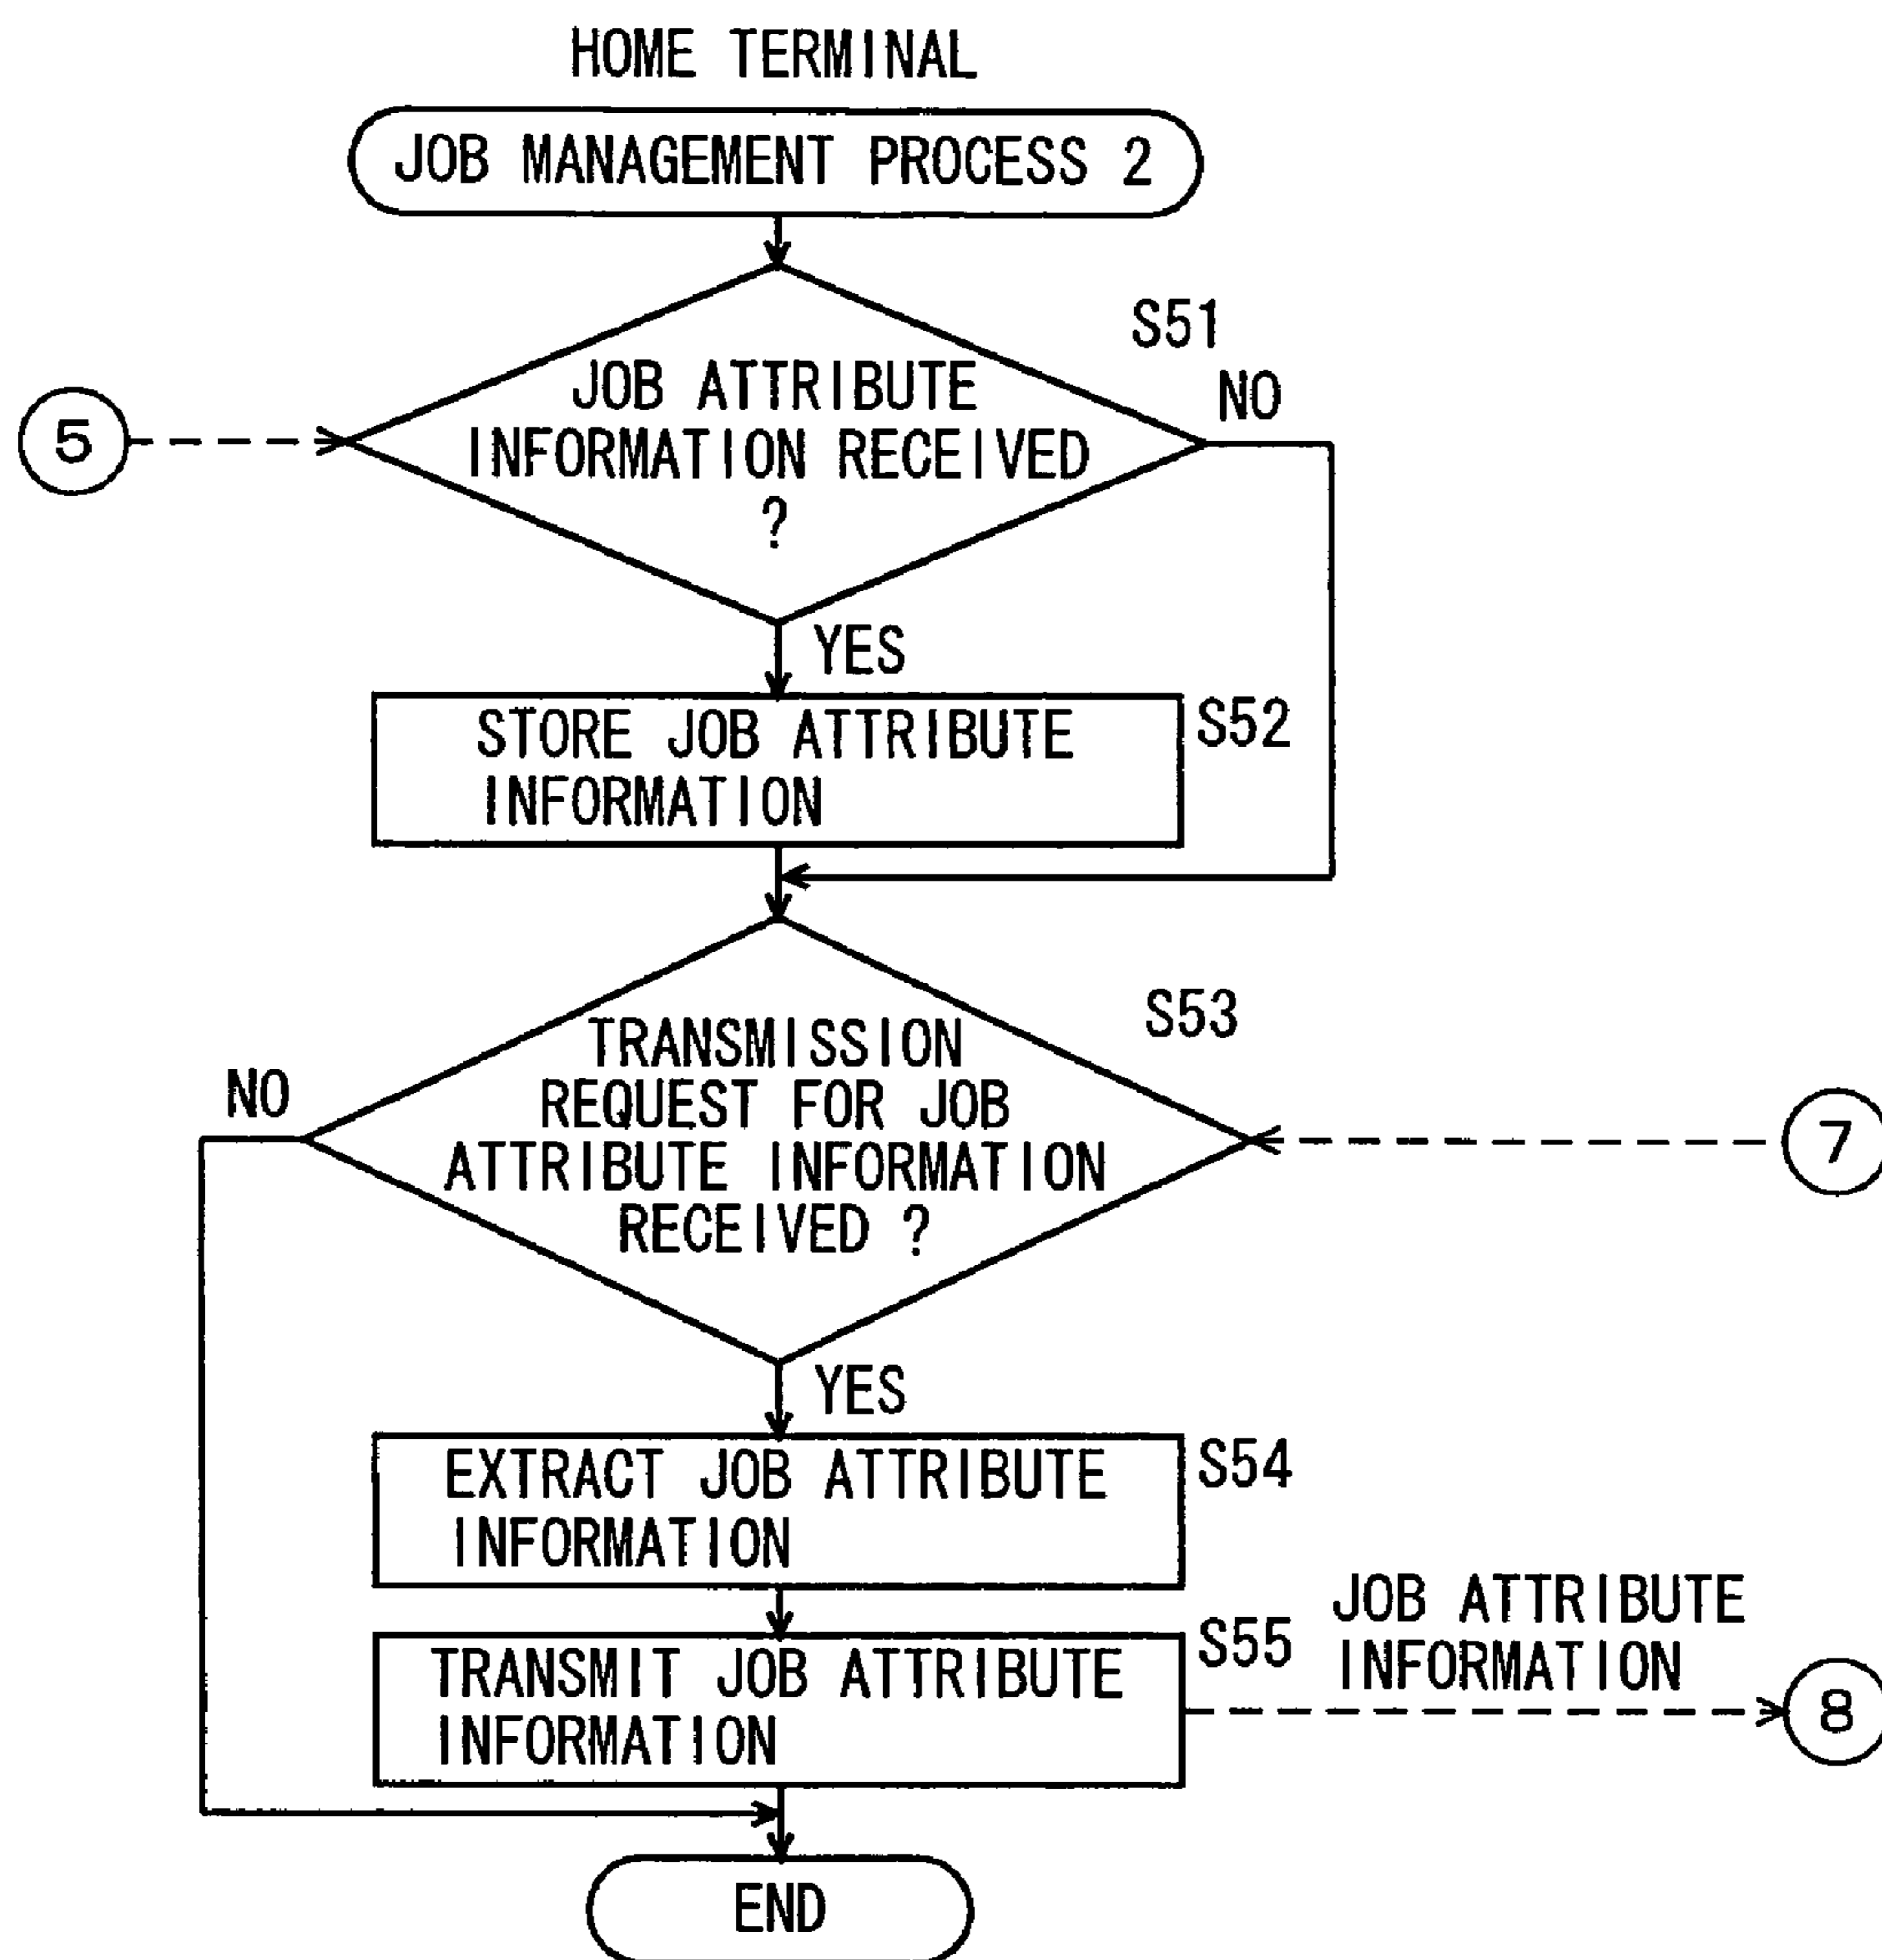 HOME TERMINAL
JOB MANAGEMENT PROCESS 2
S51
JOB ATTRIBUTE
INFORMATION RECEIVED
?
NO
5
YES
STORE JOB ATTRIBUTE
INFORMATION
S52
S53
TRANSMISSION
REQUEST FOR JOB
ATTRIBUTE INFORMATION
RECEIVED ?
NO
7
YES
EXTRACT JOB ATTRIBUTE
INFORMATION
S54
TRANSMIT JOB ATTRIBUTE
INFORMATION
S55
JOB ATTRIBUTE
INFORMATION
8
END